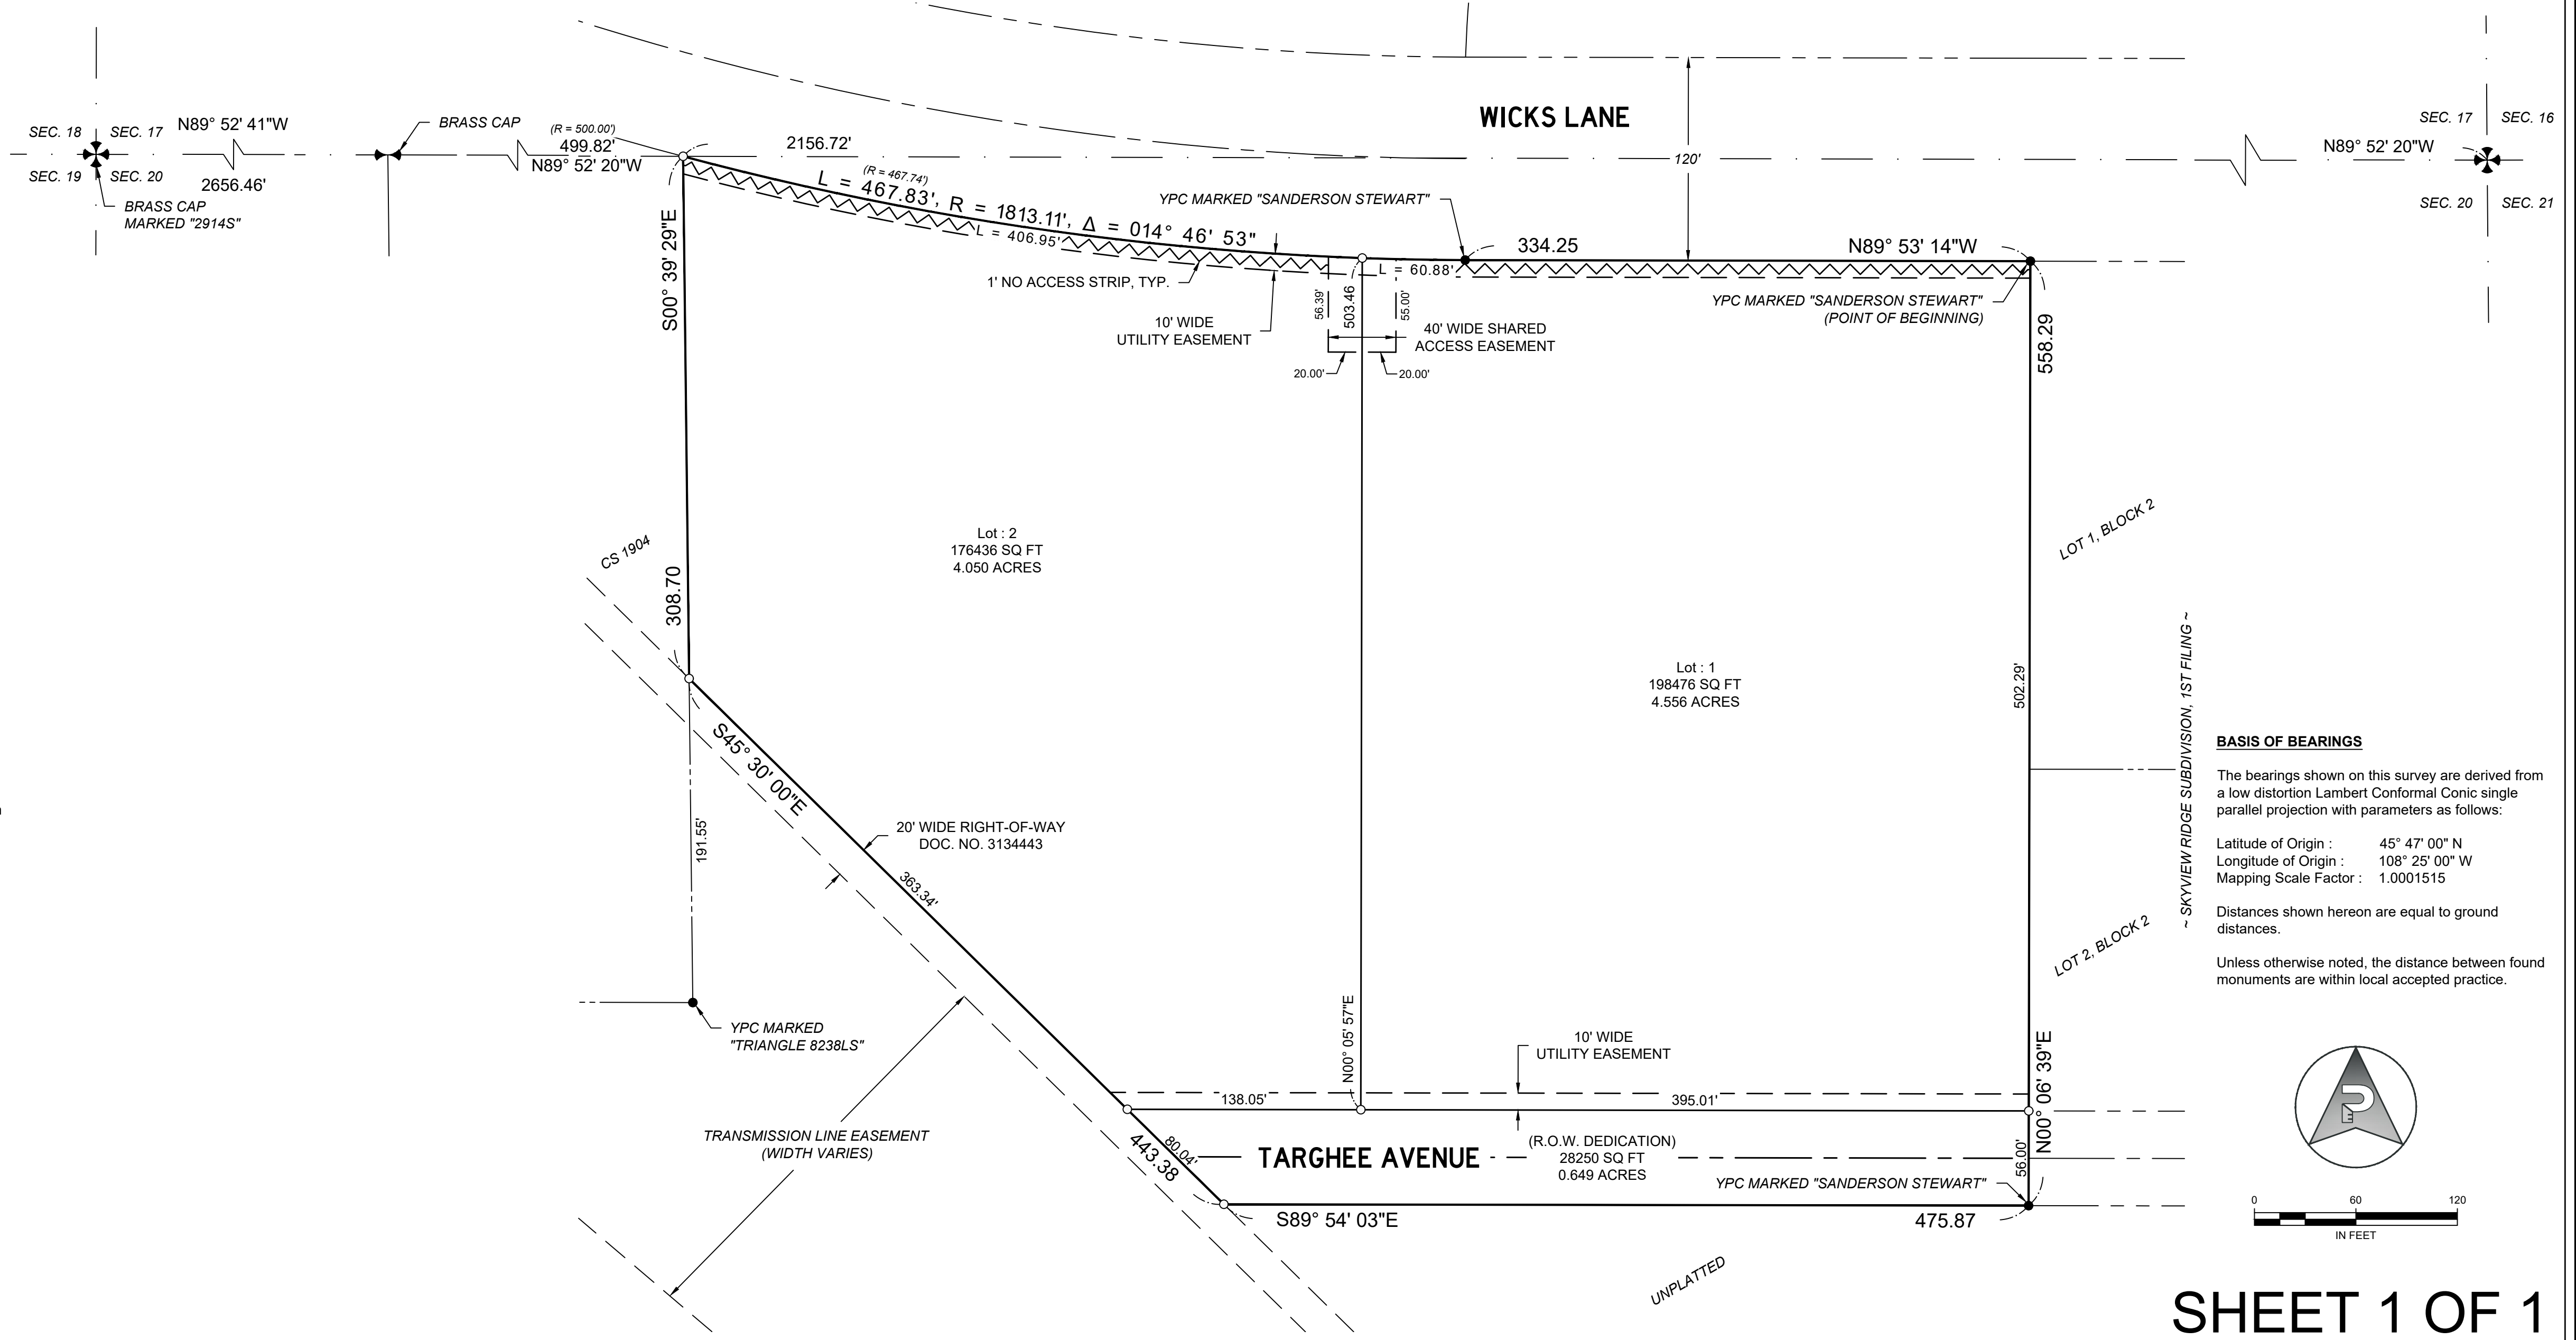 WICKS LANE
SEC. 18
SEC. 17
N89° 52' 41"W
SEC. 19
SEC. 20
2656.46'
BRASS CAP
MARKED "2914S"
BRASS CAP
(R = 500.00')
499.82'
N89° 52' 20"W
2156.72'
120'
SEC. 17
SEC. 16
N89° 52' 20"W
SEC. 20
SEC. 21
(R = 467.74')
L = 467.83', R = 1813.11', Δ = 014° 46' 53"
L = 406.95'
YPC MARKED "SANDERSON STEWART"
334.25
N89° 53' 14"W
L = 60.88'
1' NO ACCESS STRIP, TYP.
10' WIDE
UTILITY EASEMENT
56.39'
503.46
55.00'
40' WIDE SHARED
ACCESS EASEMENT
20.00'
20.00'
YPC MARKED "SANDERSON STEWART"
(POINT OF BEGINNING)
S00° 39' 29"E
308.70
558.29
Lot : 2
176436 SQ FT
4.050 ACRES
Lot : 1
198476 SQ FT
4.556 ACRES
CS 1904
LOT 1, BLOCK 2
502.29'
~ SKYVIEW RIDGE SUBDIVISION, 1ST FILING ~
S45° 30' 00"E
191.55'
20' WIDE RIGHT-OF-WAY
DOC. NO. 3134443
363.34'
LOT 2, BLOCK 2
YPC MARKED
"TRIANGLE 8238LS"
N00° 05' 57"E
10' WIDE
UTILITY EASEMENT
N00° 06' 39"E
138.05'
395.01'
TRANSMISSION LINE EASEMENT
(WIDTH VARIES)
80.04'
443.38
TARGHEE AVENUE
(R.O.W. DEDICATION)
28250 SQ FT
0.649 ACRES
56.00'
YPC MARKED "SANDERSON STEWART"
S89° 54' 03"E
475.87
UNPLATTED
BASIS OF BEARINGS
The bearings shown on this survey are derived from
a low distortion Lambert Conformal Conic single
parallel projection with parameters as follows:
Latitude of Origin : 45° 47' 00" N
Longitude of Origin : 108° 25' 00" W
Mapping Scale Factor : 1.0001515
Distances shown hereon are equal to ground
distances.
Unless otherwise noted, the distance between found
monuments are within local accepted practice.
0 60 120
IN FEET
SHEET 1 OF 1